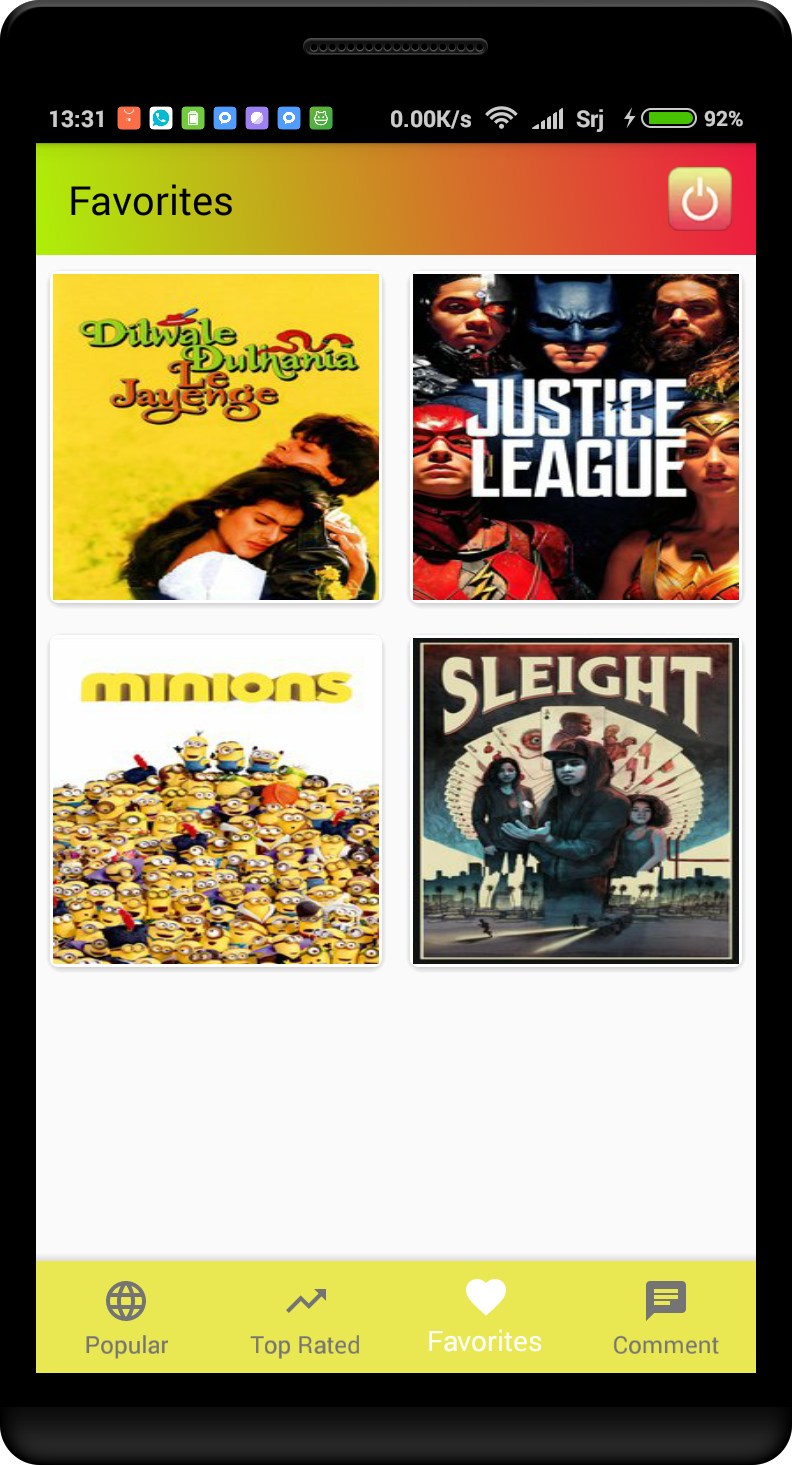 13:31 0.00K/s Srj 92%
Favorites
Dilwale
Dulhania
Le
Jayenge
JUSTICE
LEAGUE
minions
SLEIGHT
Popular Top Rated Favorites Comment